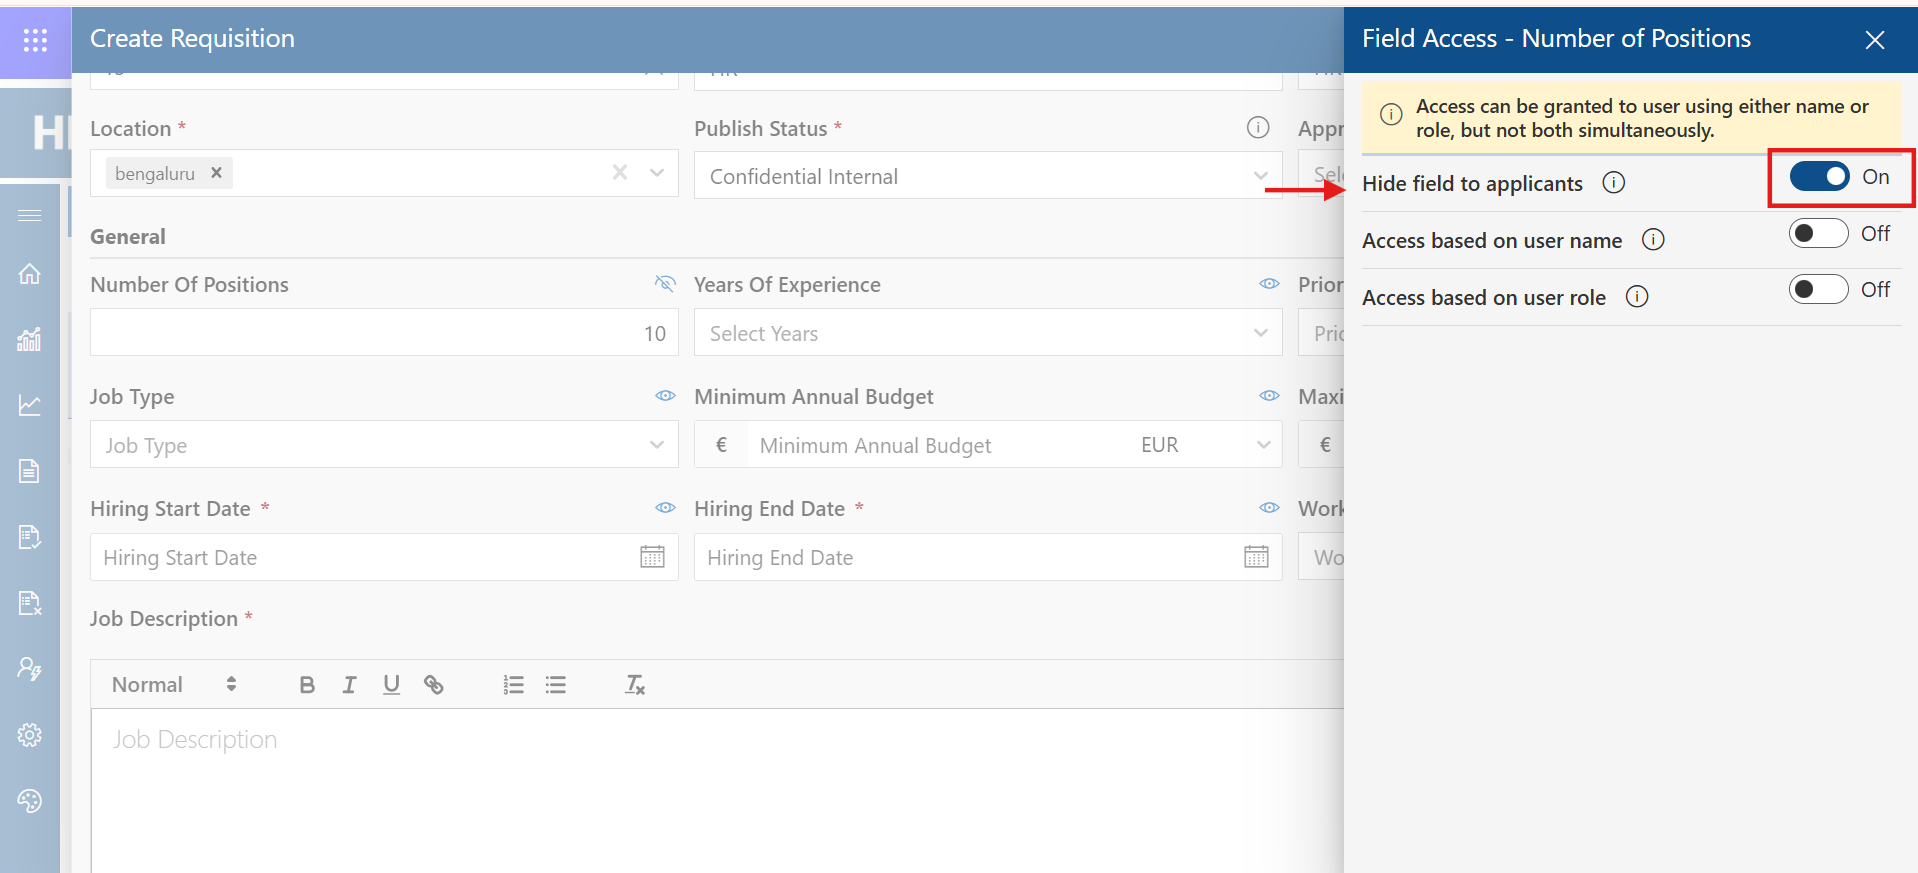 Create Requisition
Field Access - Number of Positions
Access can be granted to user using either name or
role, but not both simultaneously.
Location *
Publish Status *
Appr
bengaluru
Confidential Internal
Sele
Hide field to applicants
On
Access based on user name
Off
Access based on user role
Off
General
Number Of Positions
Years Of Experience
Prior
10
Select Years
Pric
Job Type
Minimum Annual Budget
Maxi
Job Type
€
Minimum Annual Budget
EUR
€
Hiring Start Date *
Hiring End Date *
Work
Hiring Start Date
Hiring End Date
Wo
Job Description *
Normal
B I U
Job Description